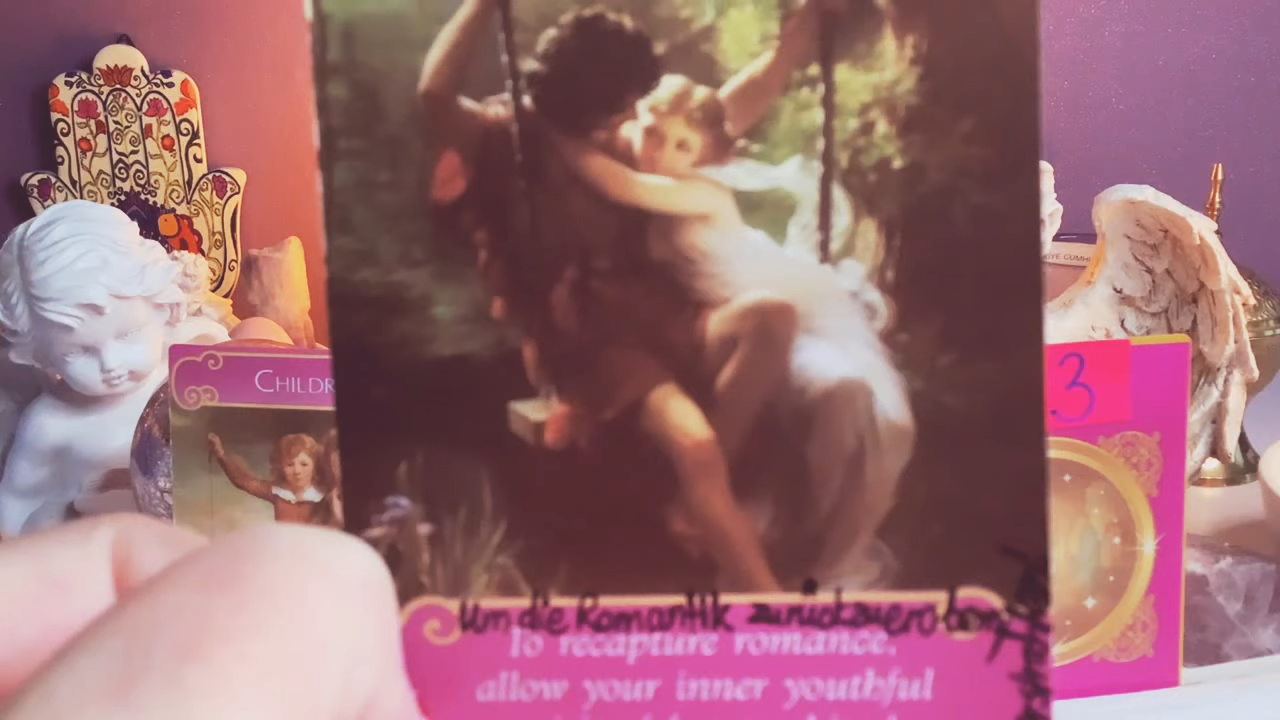 CHILDR
3
Um die Romantik zurückzuerobern
To recapture romance,
allow your inner youthful